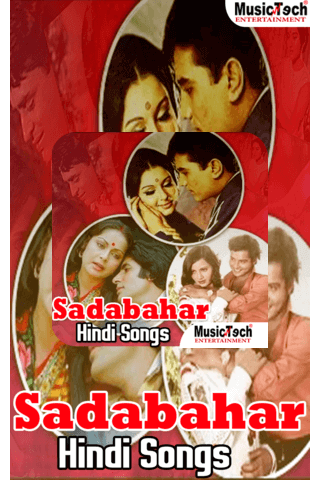 MusicTech
ENTERTAINMENT
Sadabahar
Hindi Songs
MusicTech
ENTERTAINMENT
Sadabahar
Hindi Songs